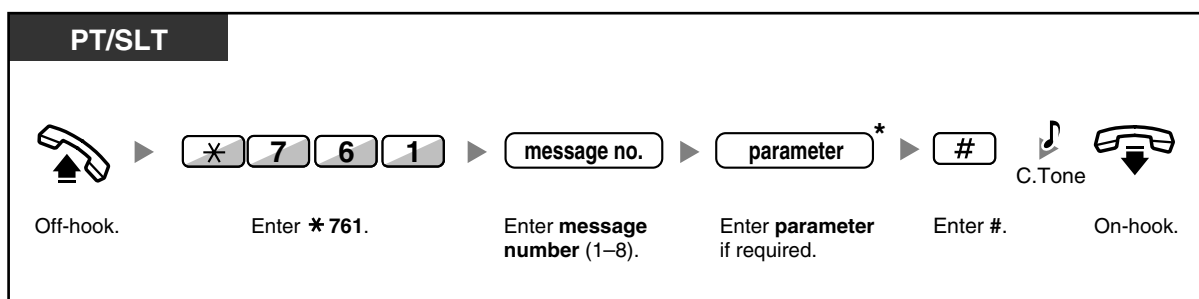 PT/SLT
* 7 6 1 message no. parameter* # C.Tone
Off-hook. Enter * 761. Enter message number (1–8). Enter parameter if required. Enter #. On-hook.